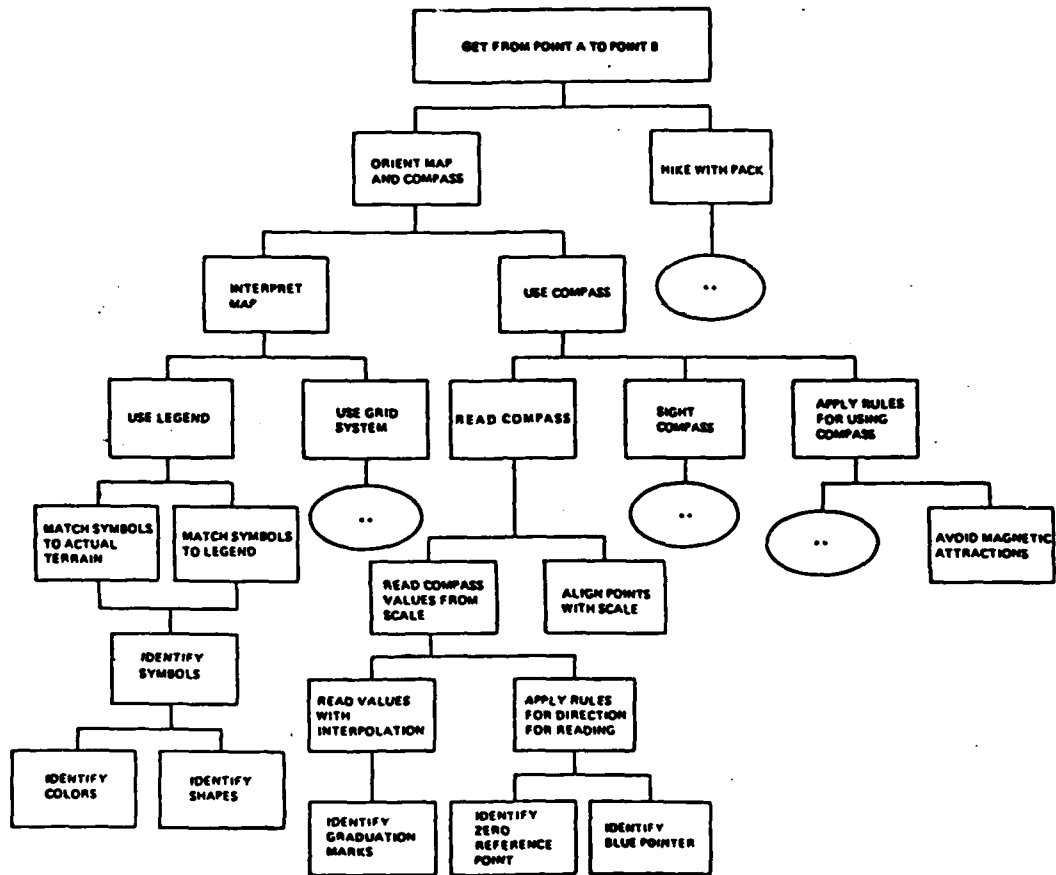 GET FROM POINT A TO POINT B
ORIENT MAP
AND COMPASS
HIKE WITH PACK
INTERPRET
MAP
USE COMPASS
••
USE LEGEND
USE GRID
SYSTEM
READ COMPASS
SIGHT
COMPASS
APPLY RULES
FOR USING
COMPASS
MATCH SYMBOLS
TO ACTUAL
TERRAIN
MATCH SYMBOLS
TO LEGEND
••
••
••
AVOID MAGNETIC
ATTRACTIONS
READ COMPASS
VALUES FROM
SCALE
ALIGN POINTS
WITH SCALE
IDENTIFY
SYMBOLS
READ VALUES
WITH
INTERPOLATION
APPLY RULES
FOR DIRECTION
FOR READING
IDENTIFY
COLORS
IDENTIFY
SHAPES
IDENTIFY
GRADUATION
MARKS
IDENTIFY
ZERO
REFERENCE
POINT
IDENTIFY
BLUE POINTER